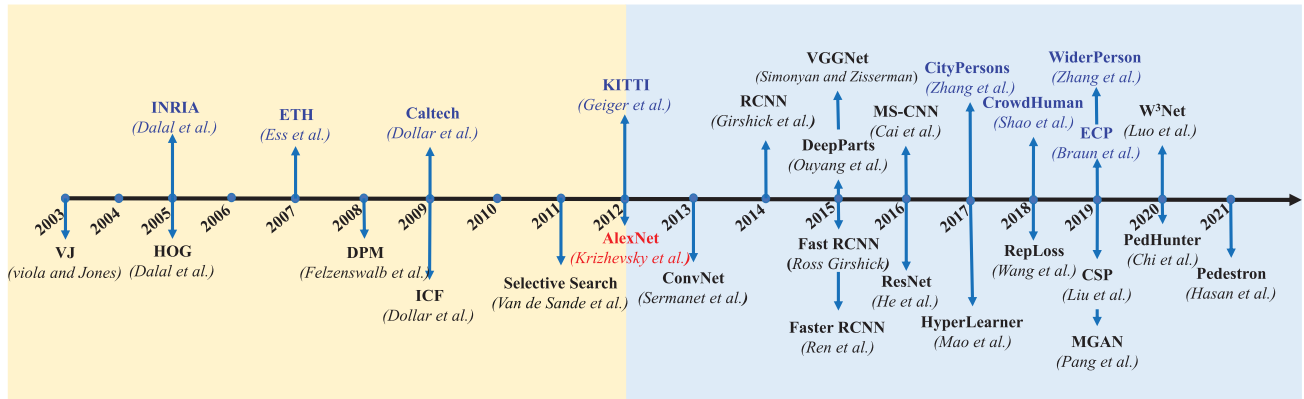 INRIA
(Dalal et al.)
ETH
(Ess et al.)
Caltech
(Dollar et al.)
KITTI
(Geiger et al.)
RCNN
(Girshick et al.)
VGGNet
(Simonyan and Zisserman)
DeepParts
(Ouyang et al.)
MS-CNN
(Cai et al.)
CityPersons
(Zhang et al.)
CrowdHuman
(Shao et al.)
WiderPerson
(Zhang et al.)
ECP
(Braun et al.)
W³Net
(Luo et al.)
2003
2004
2005
2006
2007
2008
2009
2010
2011
2012
2013
2014
2015
2016
2017
2018
2019
2020
2021
VJ
(viola and Jones)
HOG
(Dalal et al.)
DPM
(Felzenswalb et al.)
ICF
(Dollar et al.)
Selective Search
(Van de Sande et al.)
AlexNet
(Krizhevsky et al.)
ConvNet
(Sermanet et al.)
Fast RCNN
(Ross Girshick)
Faster RCNN
(Ren et al.)
ResNet
(He et al.)
HyperLearner
(Mao et al.)
RepLoss
(Wang et al.)
CSP
(Liu et al.)
MGAN
(Pang et al.)
PedHunter
(Chi et al.)
Pedestron
(Hasan et al.)